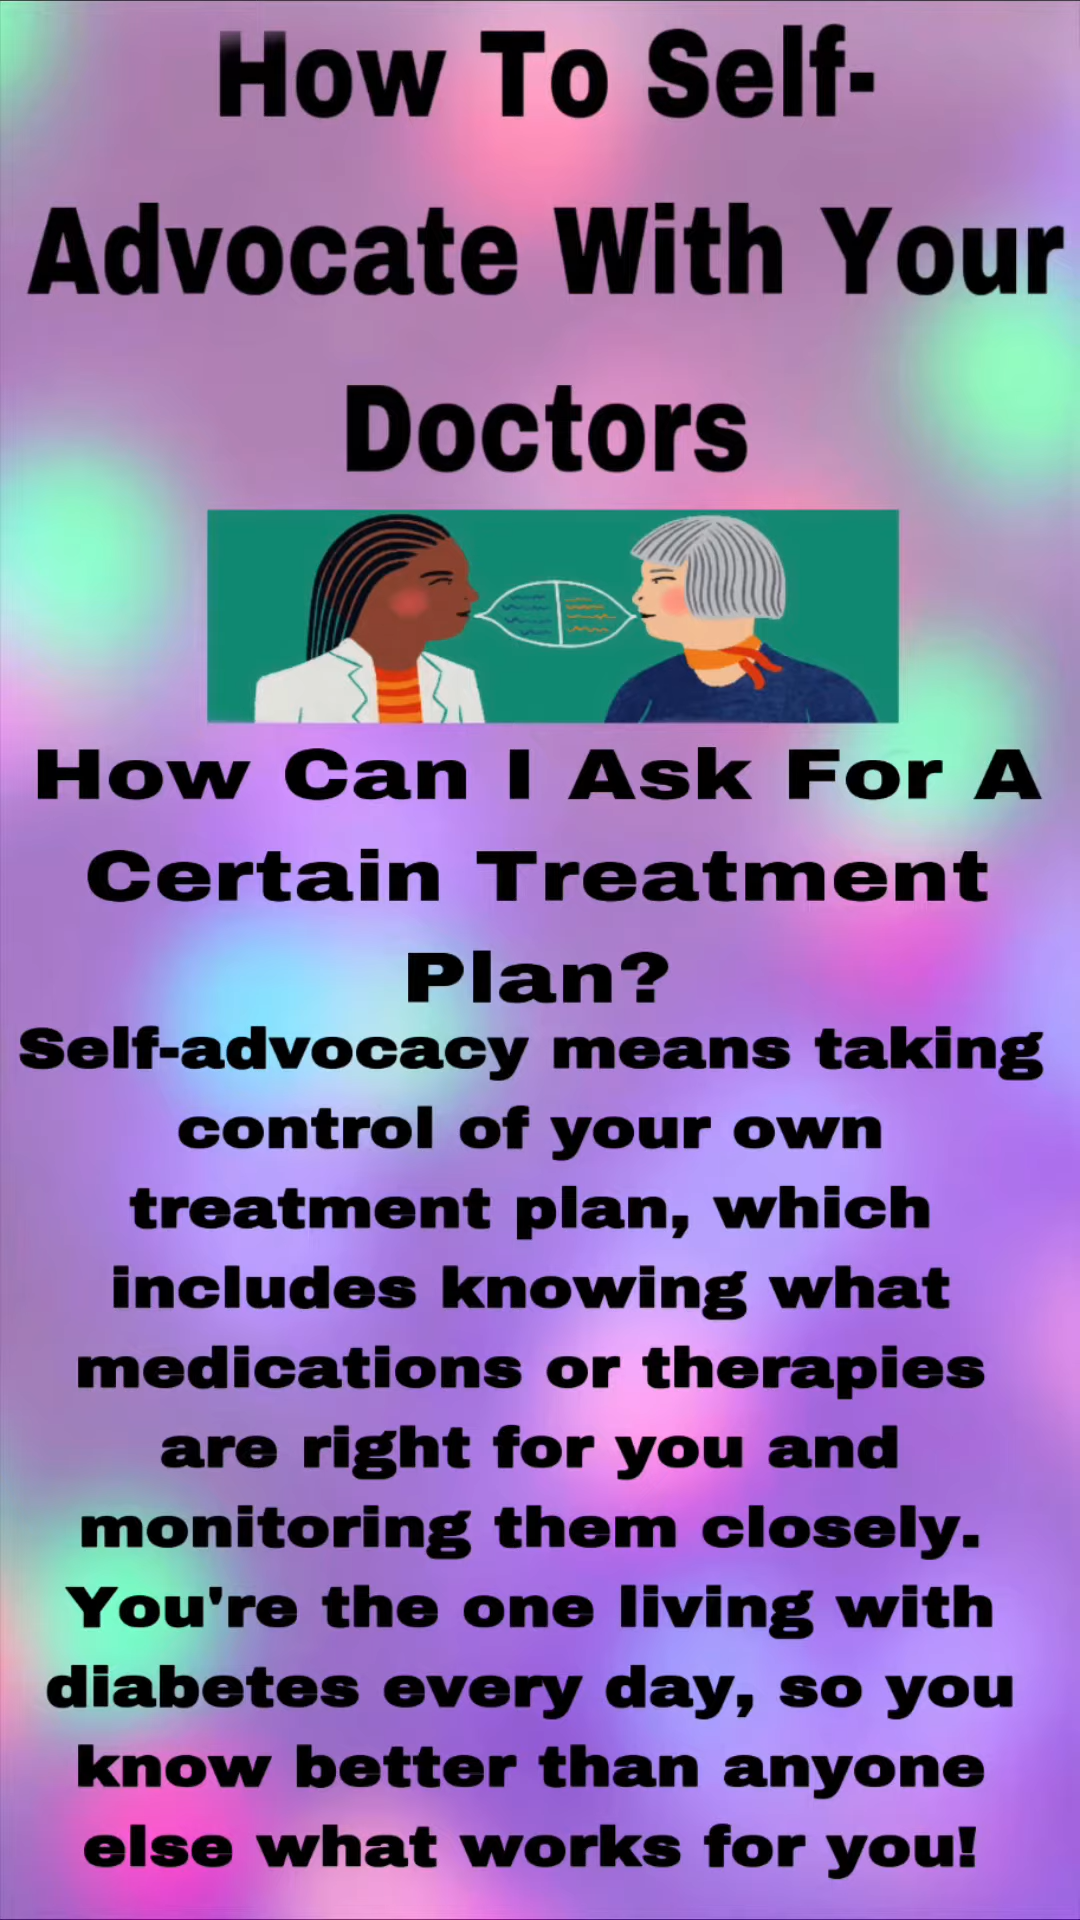 How To Self-
Advocate With Your
Doctors
How Can I Ask For A
Certain Treatment
Plan?
Self-advocacy means taking
control of your own
treatment plan, which
includes knowing what
medications or therapies
are right for you and
monitoring them closely.
You're the one living with
diabetes every day, so you
know better than anyone
else what works for you!